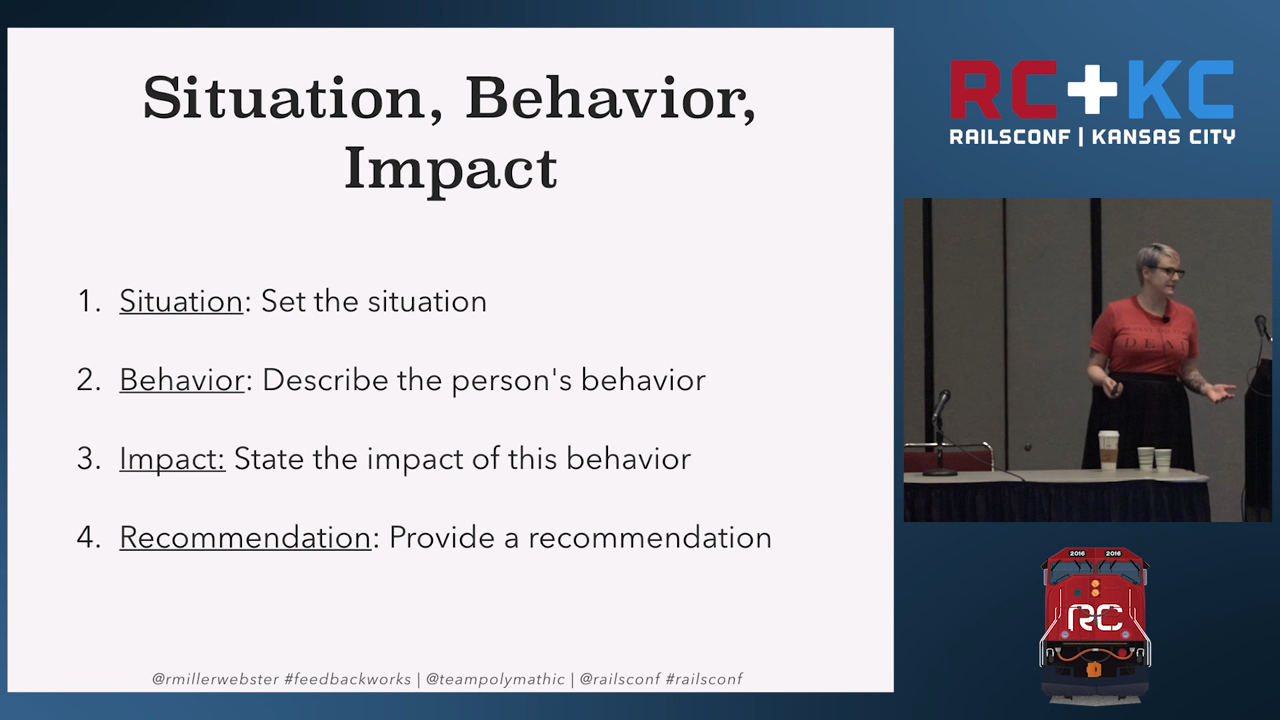 Situation, Behavior,
Impact
1. Situation: Set the situation
2. Behavior: Describe the person's behavior
3. Impact: State the impact of this behavior
4. Recommendation: Provide a recommendation
@rmillerwebster #feedbackworks | @teampolymathic | @railsconf #railsconf
RC+KC
RAILSCONF | KANSAS CITY
2016 2016
RC